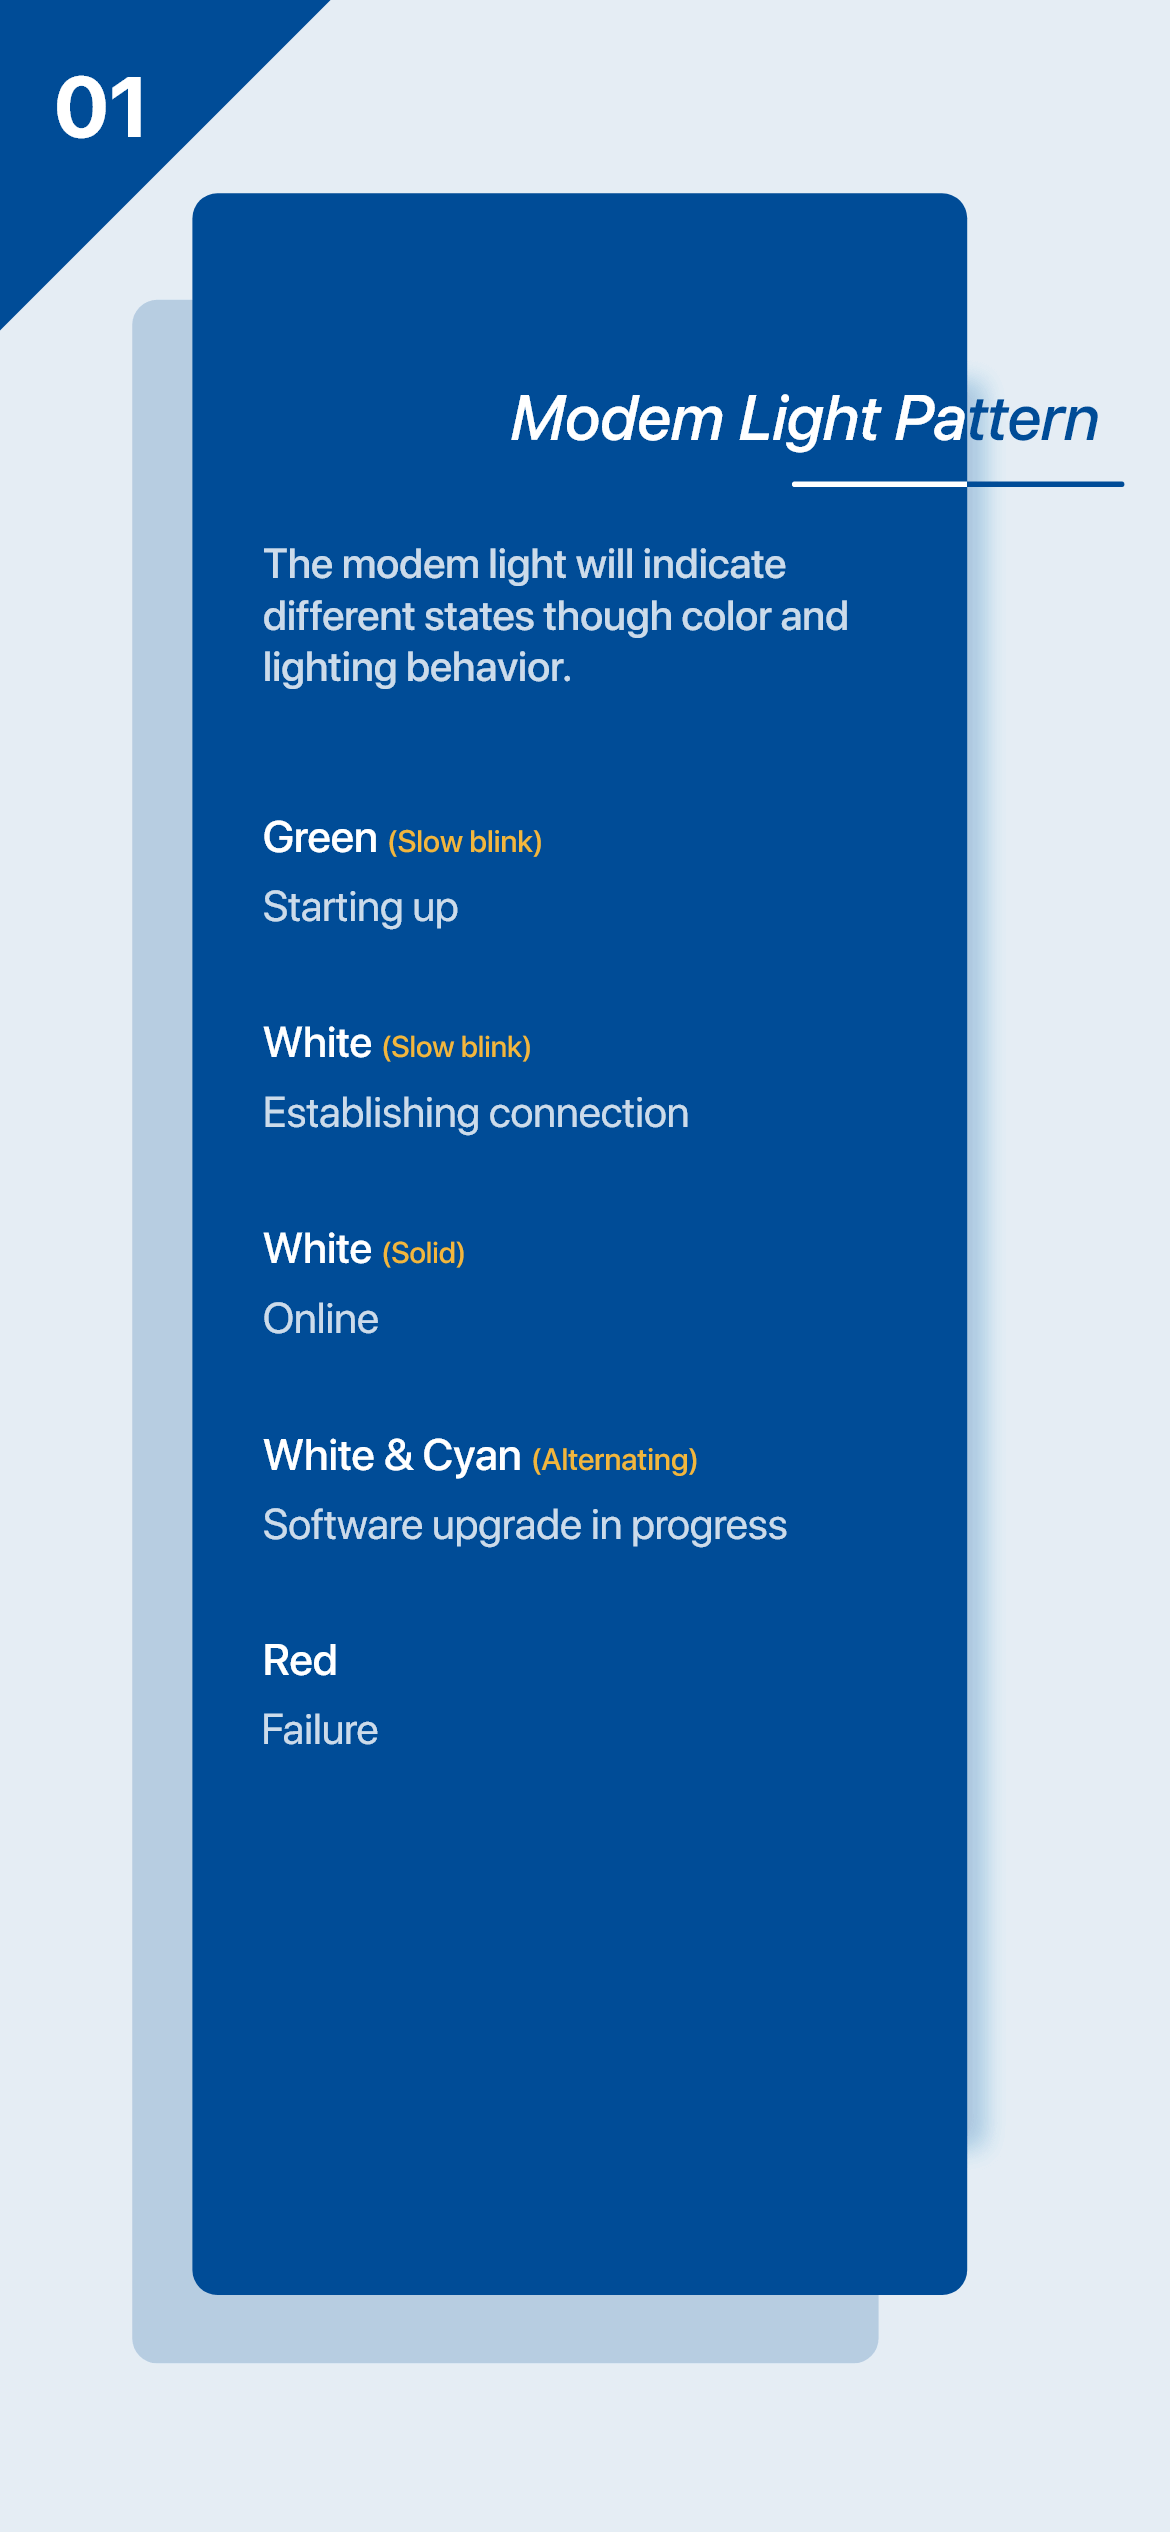 01
Modem Light Pattern
The modem light will indicate
different states though color and
lighting behavior.
Green (Slow blink)
Starting up
White (Slow blink)
Establishing connection
White (Solid)
Online
White & Cyan (Alternating)
Software upgrade in progress
Red
Failure